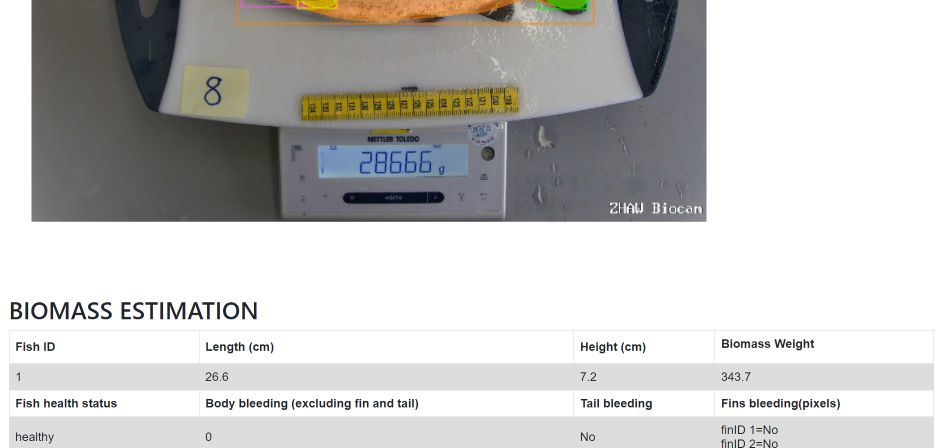 8
METTLER TOLEDO
28666 g
ZHAW Biocam
BIOMASS ESTIMATION
Fish ID Length (cm) Height (cm) Biomass Weight
1 26.6 7.2 343.7
Fish health status Body bleeding (excluding fin and tail) Tail bleeding Fins bleeding(pixels)
healthy 0 No finID 1=No
finID 2=No